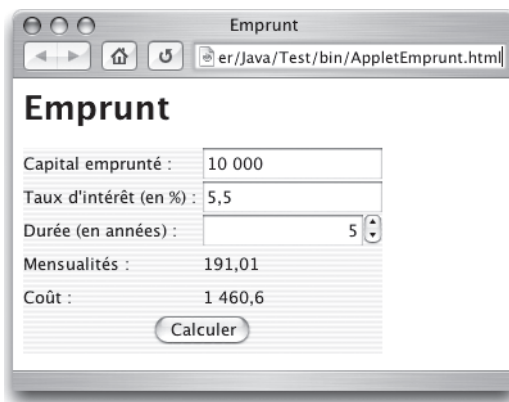 Emprunt
er/Java/Test/bin/AppletEmprunt.html
Emprunt
Capital emprunté : 10 000
Taux d'intérêt (en %) : 5,5
Durée (en années) : 5
Mensualités : 191,01
Coût : 1 460,6
Calculer